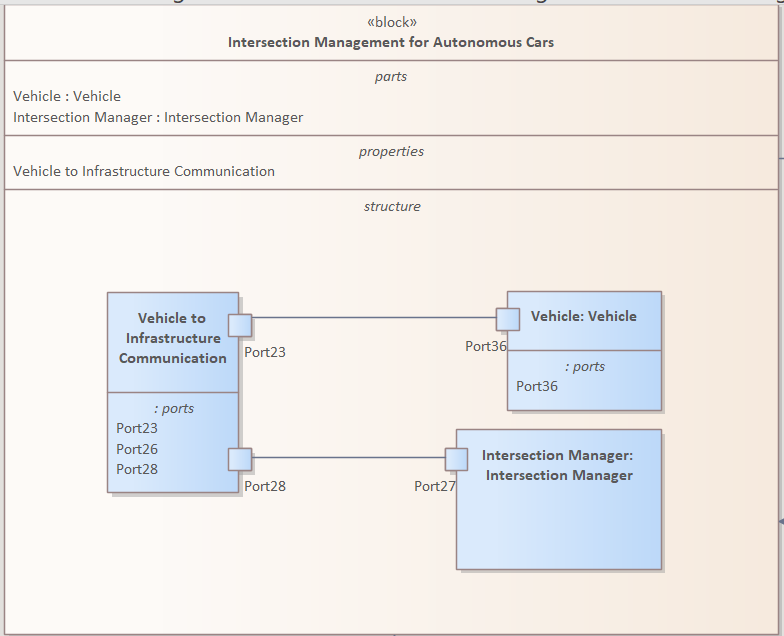 «block»
Intersection Management for Autonomous Cars
parts
Vehicle : Vehicle
Intersection Manager : Intersection Manager
properties
Vehicle to Infrastructure Communication
structure
Vehicle to
Infrastructure
Communication
: ports
Port23
Port26
Port28
Port23
Port28
Port36
Vehicle: Vehicle
: ports
Port36
Port27
Intersection Manager:
Intersection Manager